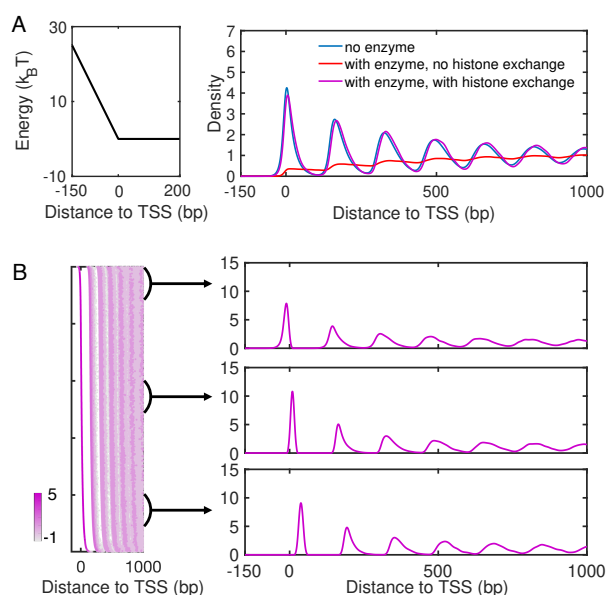 A
Energy (k_BT)
30
10
-10
-150 0 200
Distance to TSS (bp)
Density
7
6
5
4
3
2
1
0
no enzyme
with enzyme, no histone exchange
with enzyme, with histone exchange
-150 0 500 1000
Distance to TSS (bp)
B
5
-1
0 1000
Distance to TSS (bp)
15
10
5
0
15
10
5
0
15
10
5
0
-150 0 500 1000
Distance to TSS (bp)